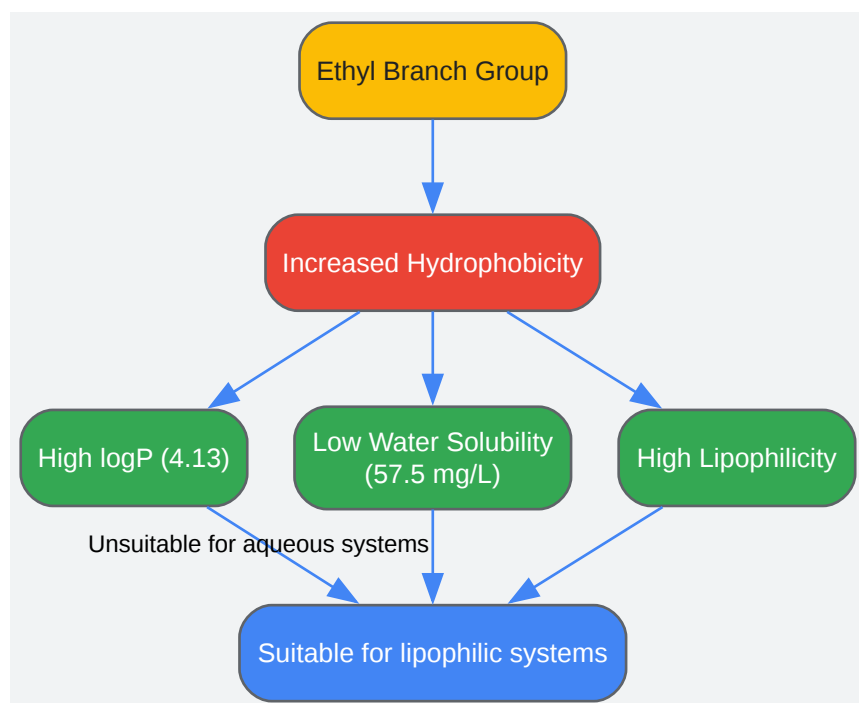 Ethyl Branch Group
Increased Hydrophobicity
High logP (4.13)
Low Water Solubility
(57.5 mg/L)
High Lipophilicity
Unsuitable for aqueous systems
Suitable for lipophilic systems